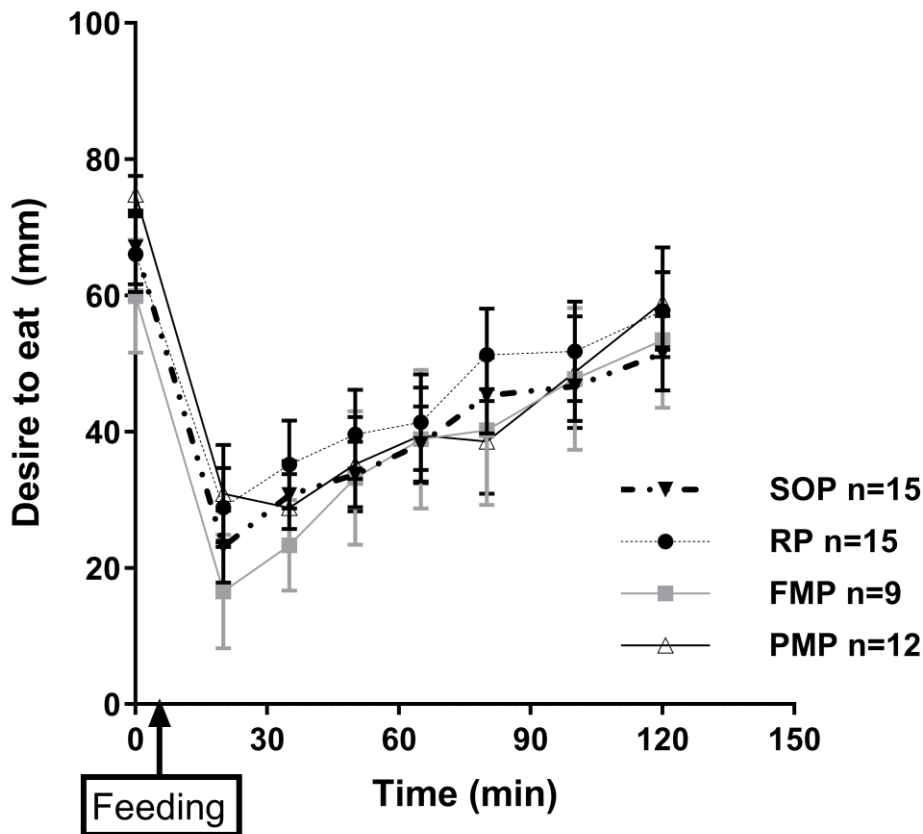 100
80
60
40
20
0
Desire to eat (mm)
0 30 60 90 120 150
Time (min)
Feeding
SOP n=15
RP n=15
FMP n=9
PMP n=12